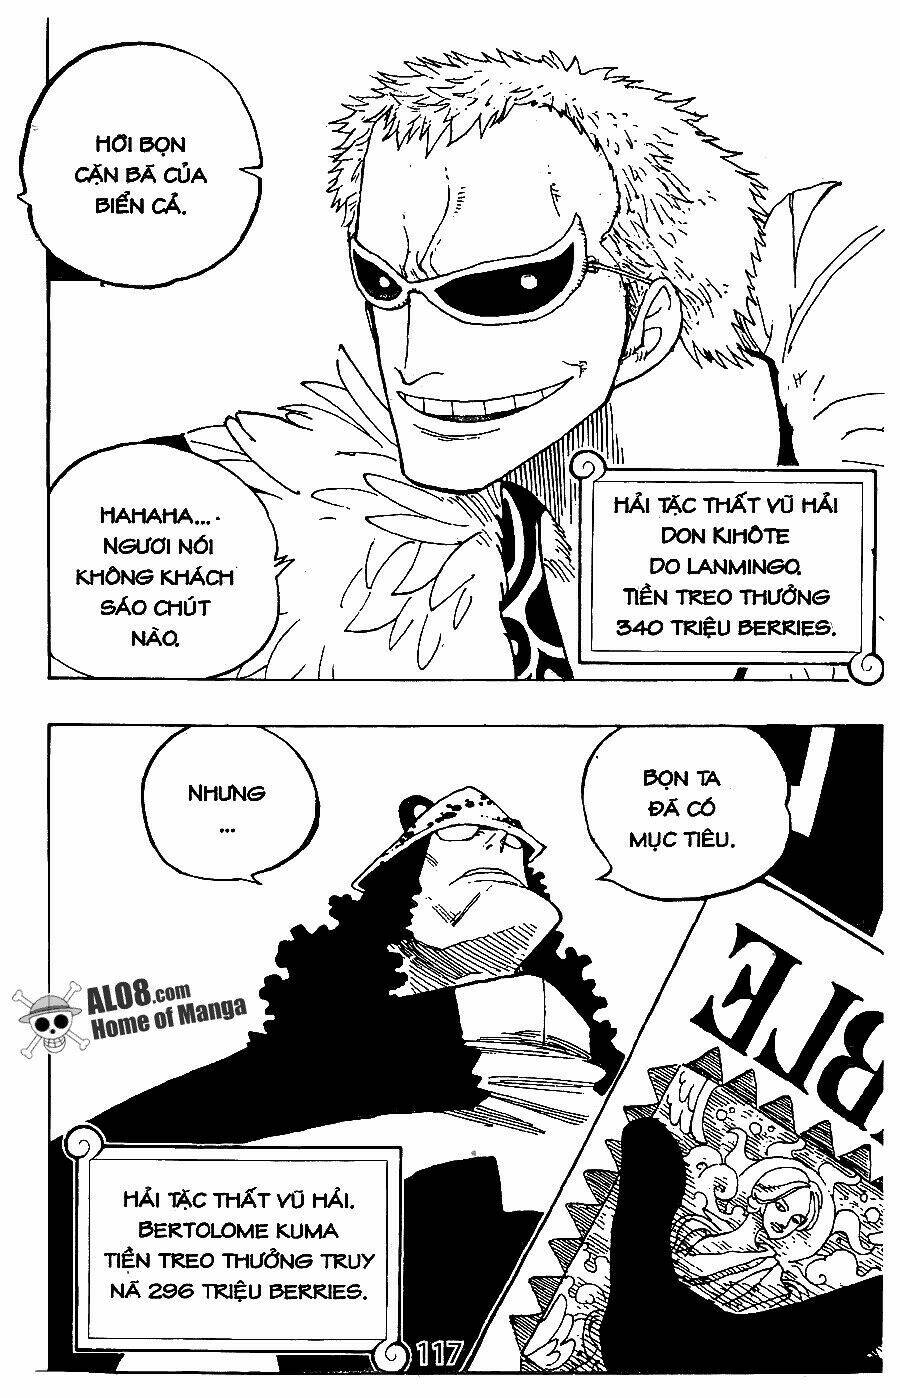 HỠI BỌN
CẶN BÃ CỦA
BIỂN CẢ.
HAHAHA....
NGƯƠI NÓI
KHÔNG KHÁCH
SÁO CHÚT
NÀO.
HẢI TẶC THẤT VŨ HẢI
DON KIHÔTE
DO LANMINGO.
TIỀN TREO THƯỞNG
340 TRIỆU BERRIES.
NHƯNG
...
BỌN TA
ĐÃ CÓ
MỤC TIÊU.
BLE
AL08.com
Home of Manga
HẢI TẶC THẤT VŨ HẢI.
BERTOLOME KUMA
TIỀN TREO THƯỞNG TRUY
NÃ 296 TRIỆU BERRIES.
117